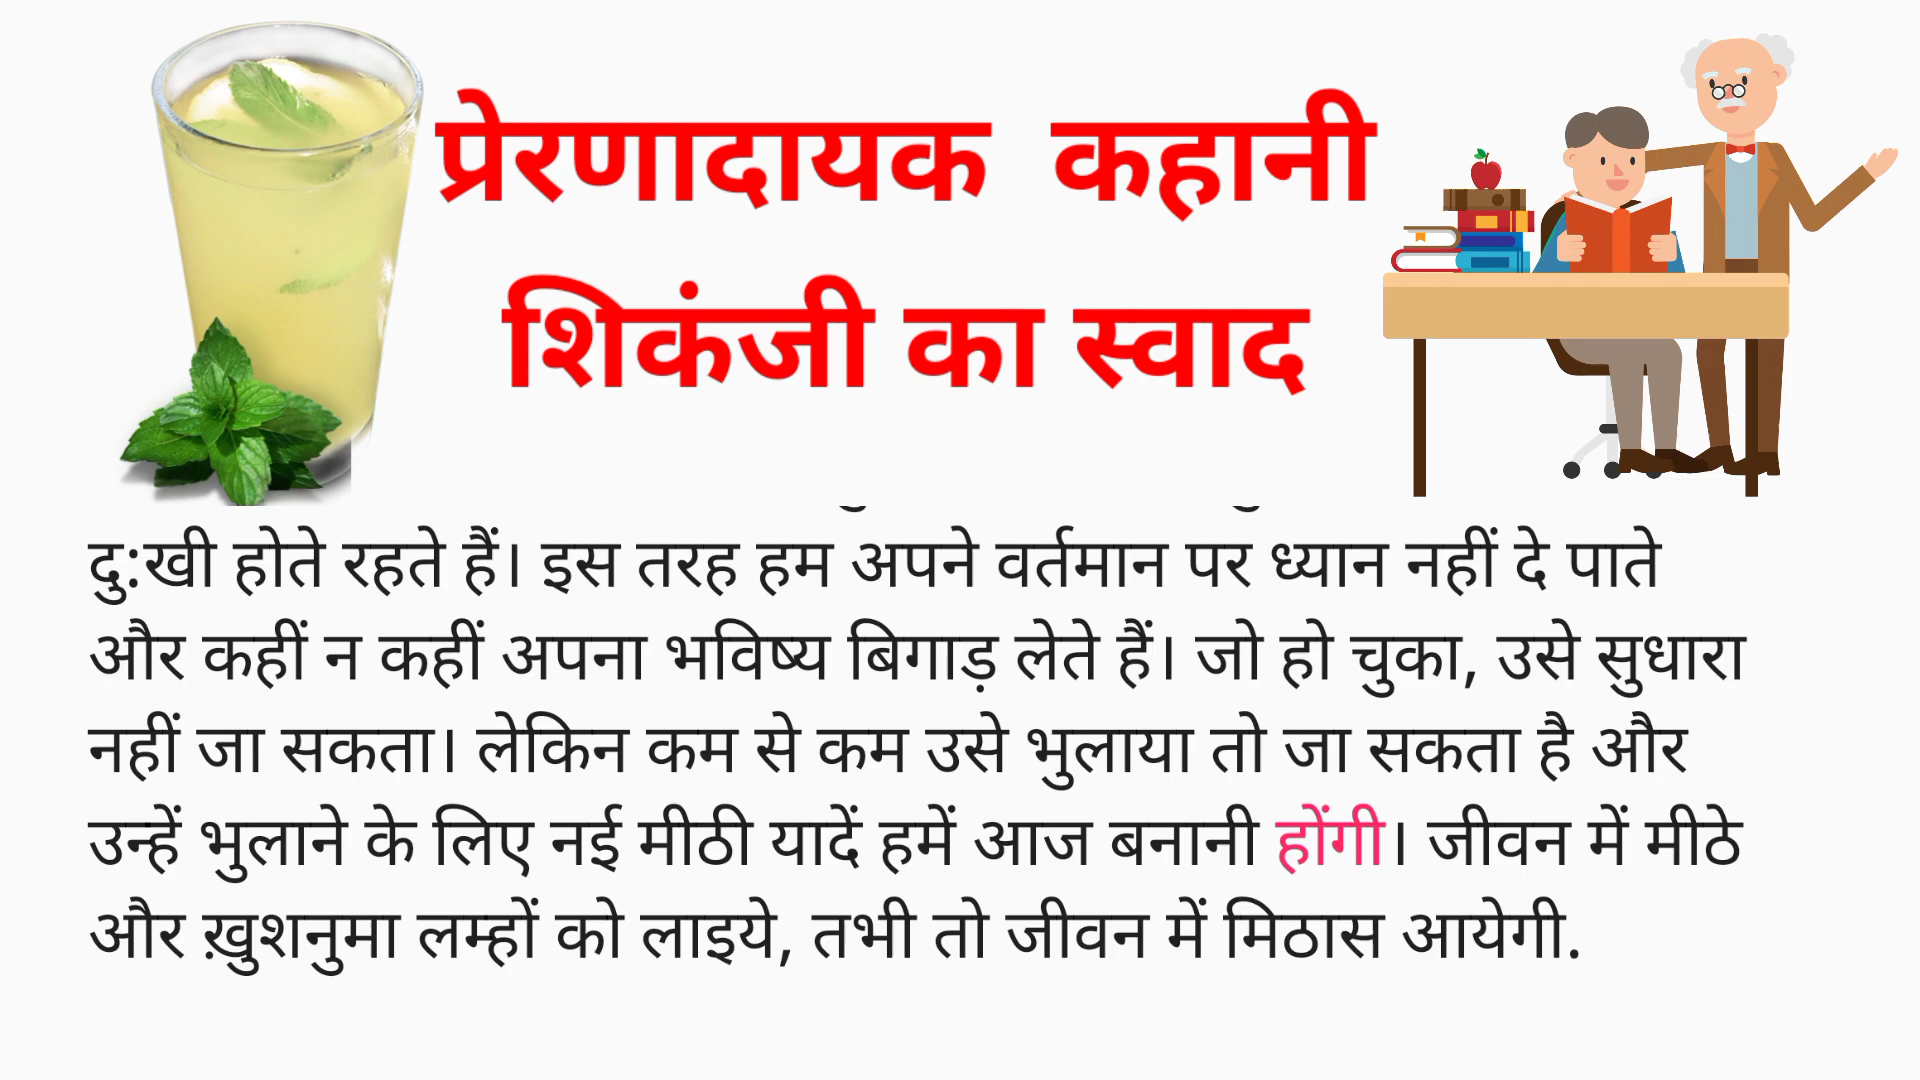 प्रेरणादायक कहानी
शिकंजी का स्वाद
दु:खी होते रहते हैं। इस तरह हम अपने वर्तमान पर ध्यान नहीं दे पाते
और कहीं न कहीं अपना भविष्य बिगाड़ लेते हैं। जो हो चुका, उसे सुधारा
नहीं जा सकता। लेकिन कम से कम उसे भुलाया तो जा सकता है और
उन्हें भुलाने के लिए नई मीठी यादें हमें आज बनानी होंगी। जीवन में मीठे
और ख़ुशनुमा लम्हों को लाइये, तभी तो जीवन में मिठास आयेगी.